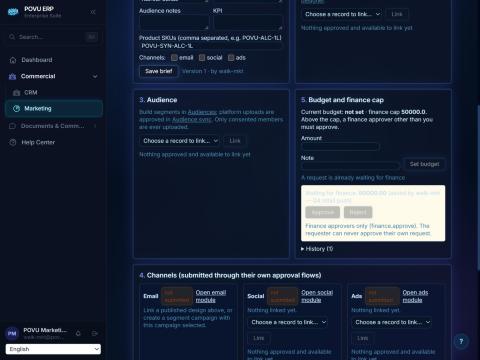 POVU ERP
Enterprise Suite
Search...
Dashboard
Commercial
CRM
Marketing
Documents & Comm...
Help Center
POVU Marketi...
English
Audience notes
KPI
Product SKUs (comma separated, e.g. POVU-ALC-1L)
POVU-SYN-ALC-1L
Channels: email social ads
Save brief
Version 1 · by walk-mkt
Choose a record to link...
Link
Nothing approved and available to link yet
3. Audience
Build segments in Audiences; platform uploads are
approved in Audience sync. Only consented members
are ever uploaded.
Choose a record to link...
Link
Nothing approved and available to link yet
5. Budget and finance cap
Current budget: not set · finance cap 50000.0.
Above the cap, a finance approver other than you
must approve.
Amount
Note
Set budget
A request is already waiting for finance
Approve
Reject
Finance approvers only (finance.approve). The
requester can never approve their own request.
History (1)
4. Channels (submitted through their own approval flows)
Email
not submitted
Open email module
Link a published design above, or
create a segment campaign with
this campaign selected.
Social
not submitted
Open social module
Nothing linked yet.
Choose a record to link...
Link
Nothing approved and
Ads
not submitted
Open ads module
Nothing linked yet.
Choose a record to link...
Link
Nothing approved and